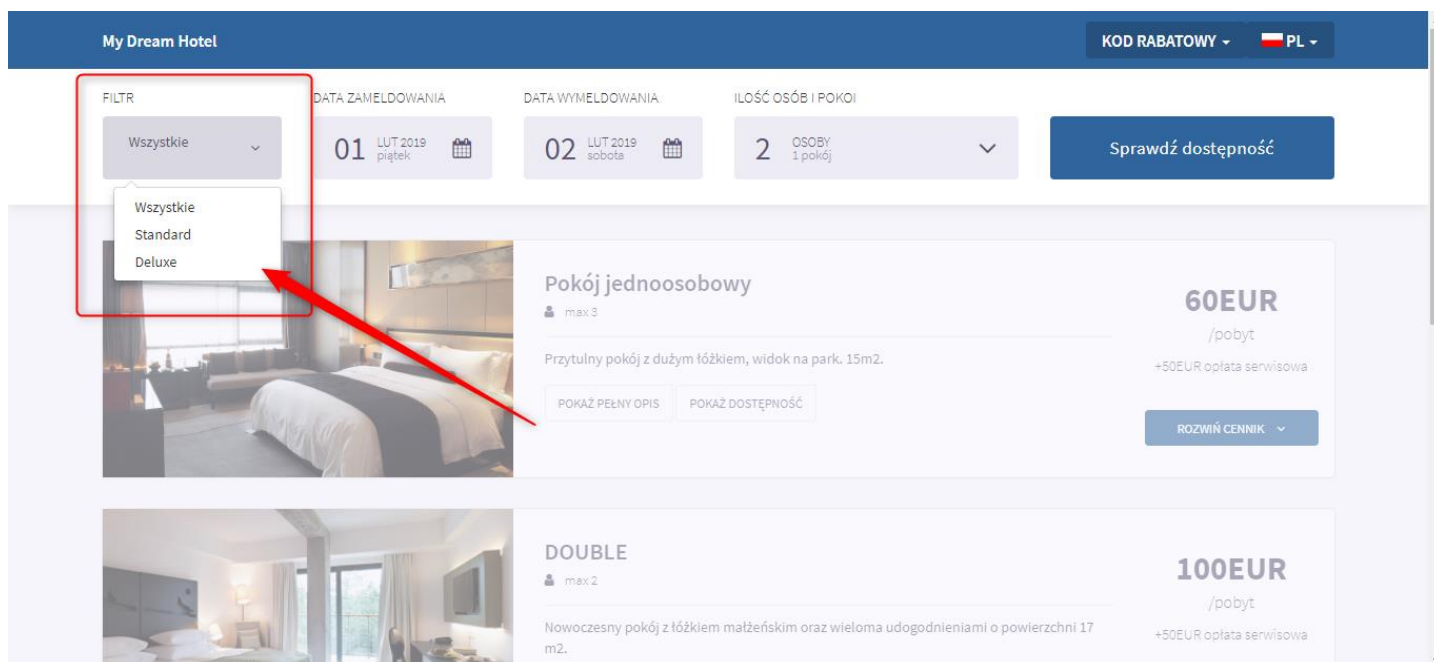 My Dream Hotel
KOD RABATOWY
PL
FILTR
DATA ZAMELDOWANIA
DATA WYMELDOWANIA
ILOŚĆ OSÓB I POKOI
Wszystkie
01 LUT 2019
piątek
02 LUT 2019
sobota
2 OSOBY
1 pokój
Sprawdź dostępność
Wszystkie
Standard
Deluxe
Pokój jednoosobowy
max 3
Przytulny pokój z dużym łóżkiem, widok na park. 15m2.
POKAŻ PEŁNY OPIS
POKAŻ DOSTĘPNOŚĆ
60EUR
/pobyt
+50EUR opłata serwisowa
ROZWIŃ CENNIK
DOUBLE
max 2
Nowoczesny pokój z łóżkiem małżeńskim oraz wieloma udogodnieniami o powierzchni 17
m2.
100EUR
/pobyt
+50EUR opłata serwisowa